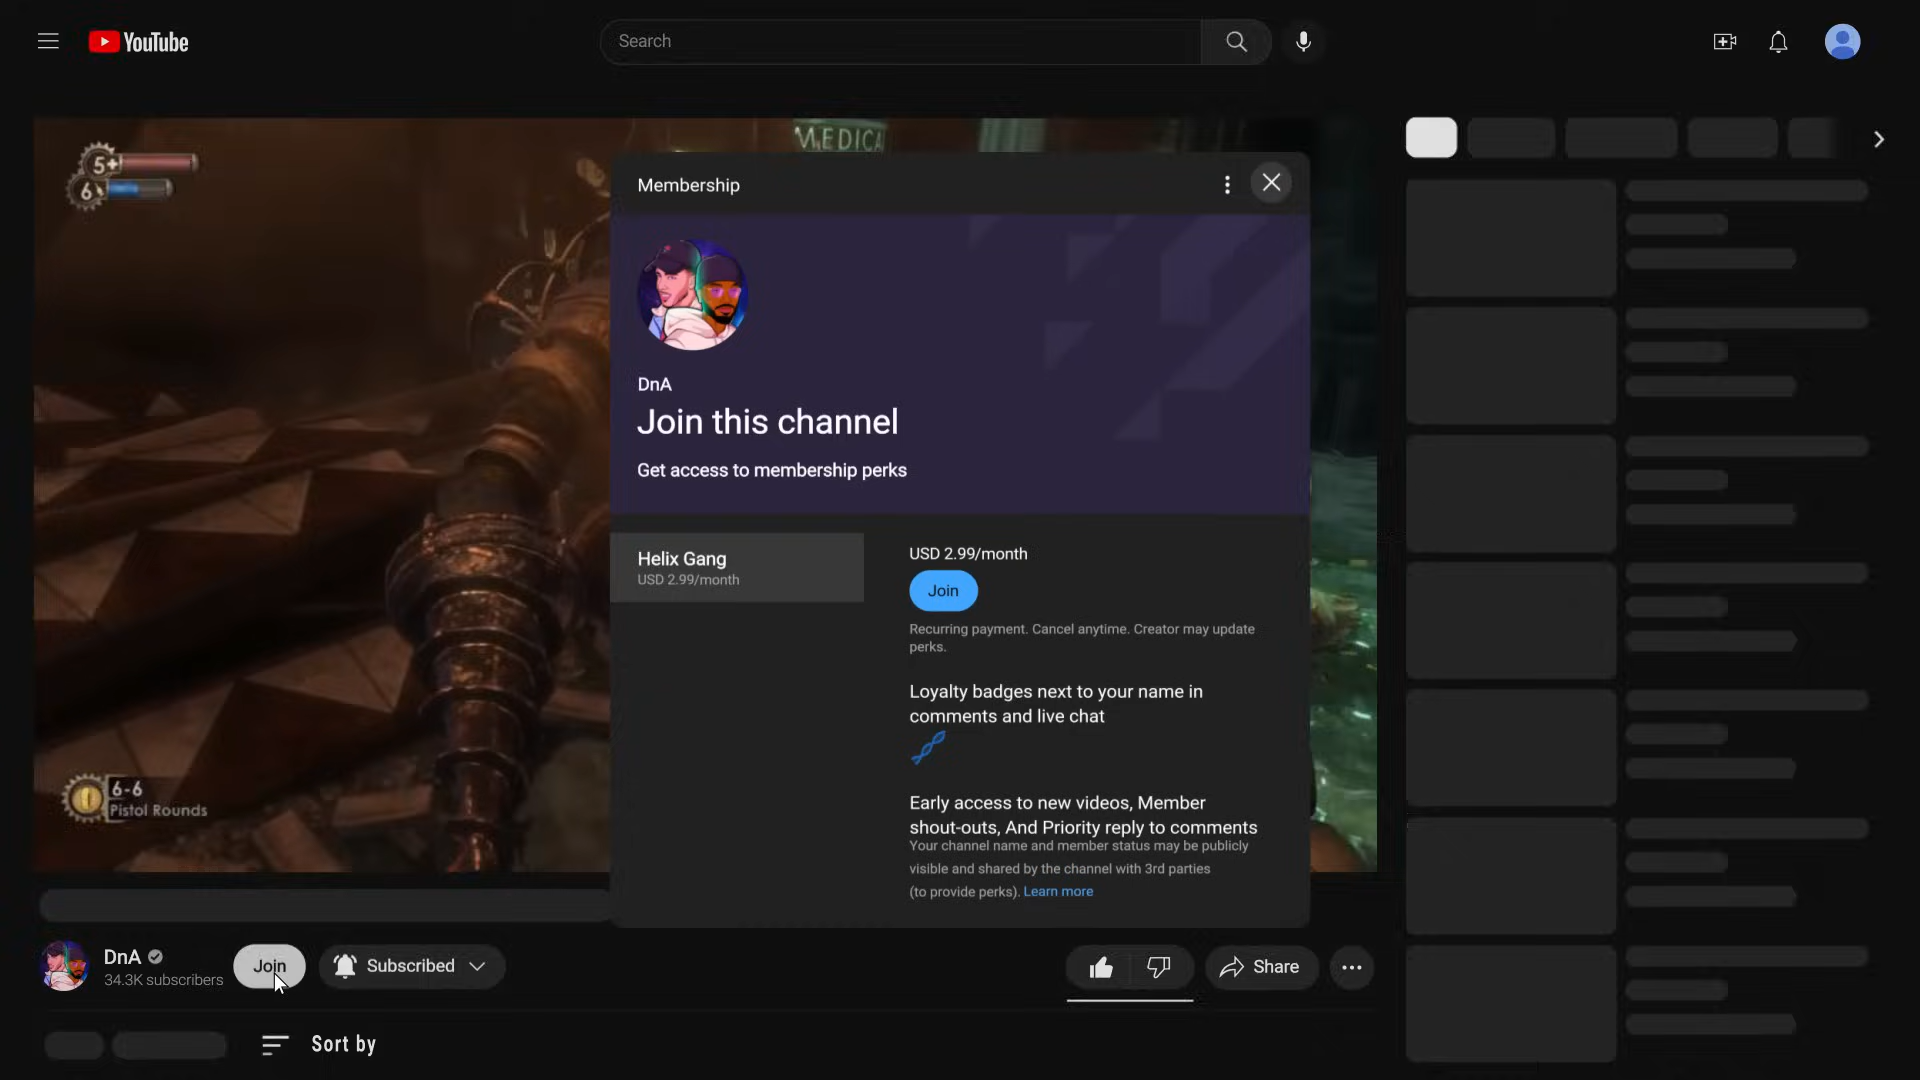 YouTube
Search
5+
6
MEDICA
Membership
DnA
Join this channel
Get access to membership perks
Helix Gang
USD 2.99/month
USD 2.99/month
Join
Recurring payment. Cancel anytime. Creator may update
perks.
Loyalty badges next to your name in
comments and live chat
Early access to new videos, Member
shout-outs, And Priority reply to comments
Your channel name and member status may be publicly
visible and shared by the channel with 3rd parties
(to provide perks). Learn more
6-6
Pistol Rounds
DnA
34.3K subscribers
Join
Subscribed
Share
Sort by